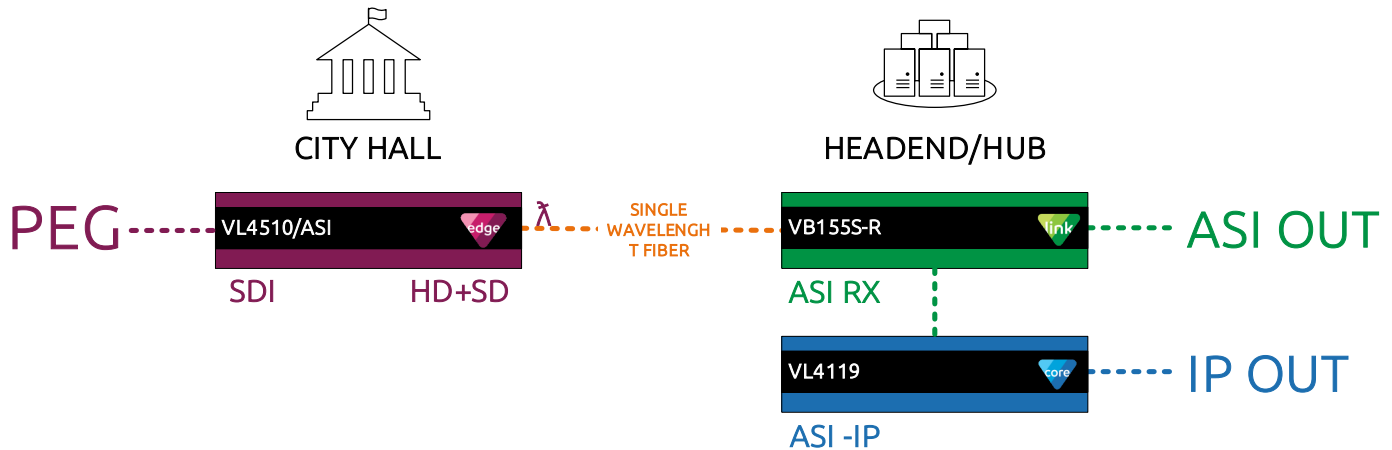 CITY HALL
HEADEND/HUB
PEG
VL4510/ASI
edge
λ
SINGLE
WAVELENGH
T FIBER
VB155S-R
link
ASI OUT
SDI
HD+SD
ASI RX
VL4119
core
IP OUT
ASI -IP